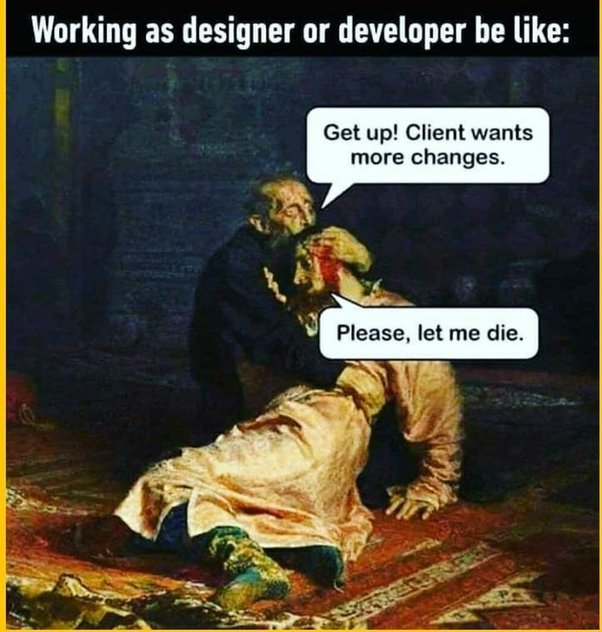 Working as designer or developer be like:
Get up! Client wants
more changes.
Please, let me die.